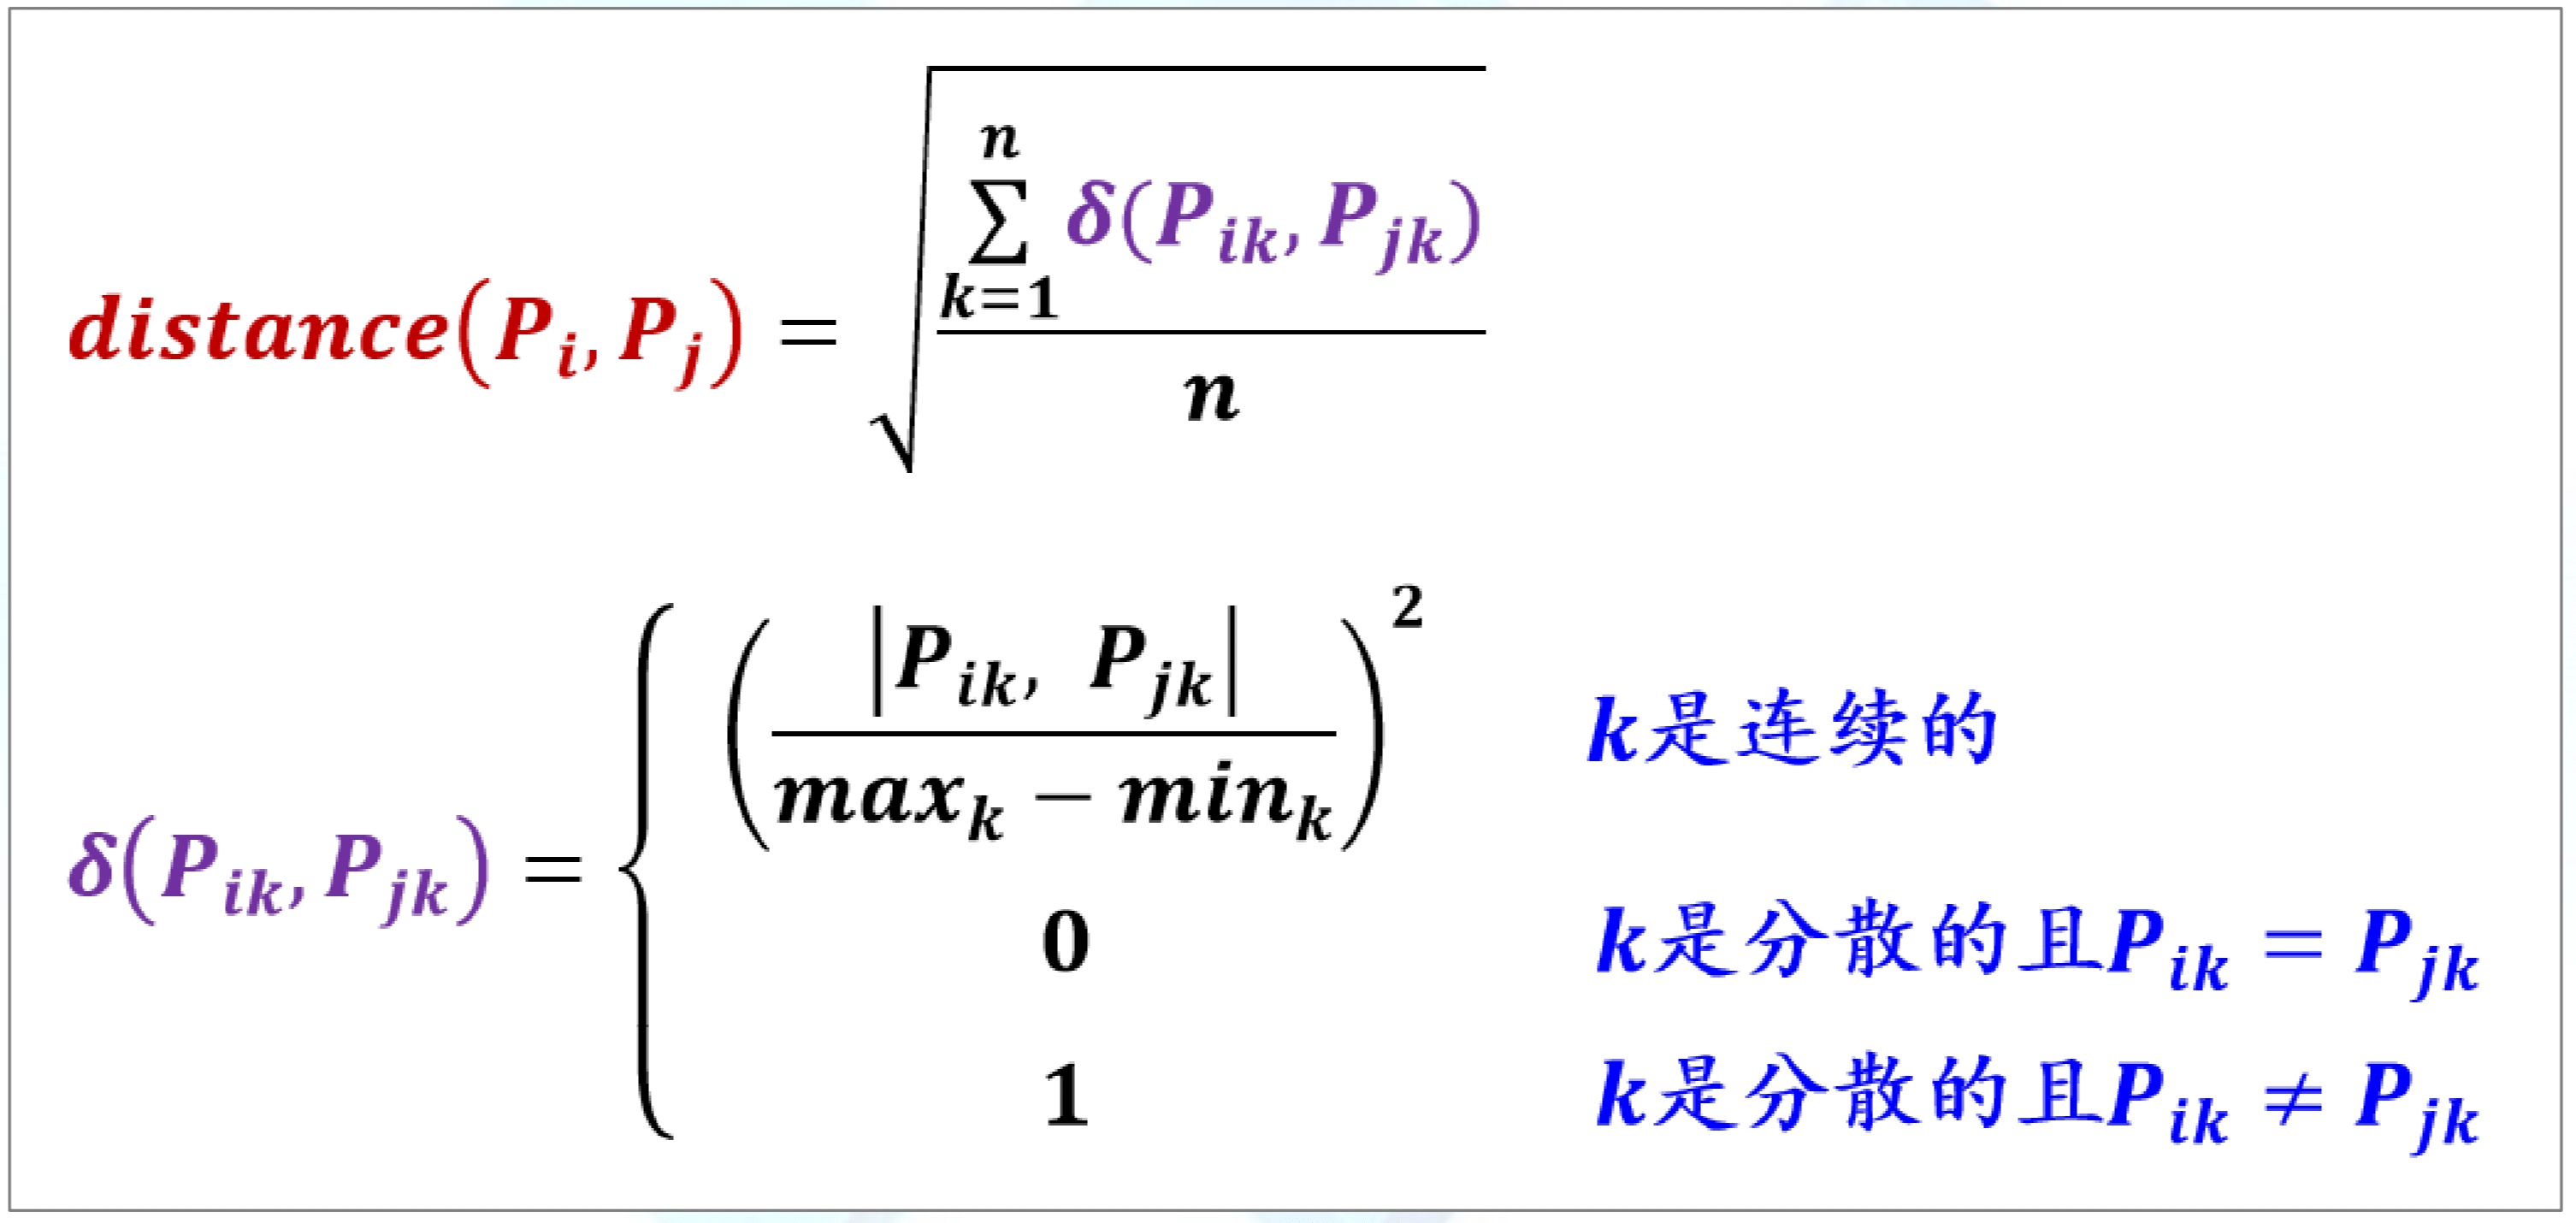 distance(P_i, P_j) = \sqrt{\frac{\sum_{k=1}^{n} δ(P_{ik}, P_{jk})}{n}}
δ(P_{ik}, P_{jk}) = \begin{cases} \left( \frac{|P_{ik}, P_{jk}|}{max_k − min_k} \right)^2 & k是连续的
0 & k是分散的且P_{ik} = P_{jk}
1 & k是分散的且P_{ik} ≠ P_{jk} \end{cases}